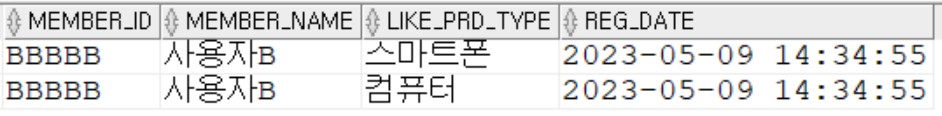 MEMBER_ID MEMBER_NAME LIKE_PRD_TYPE REG_DATE
BBBBB 사용자B 스마트폰 2023-05-09 14:34:55
BBBBB 사용자B 컴퓨터 2023-05-09 14:34:55